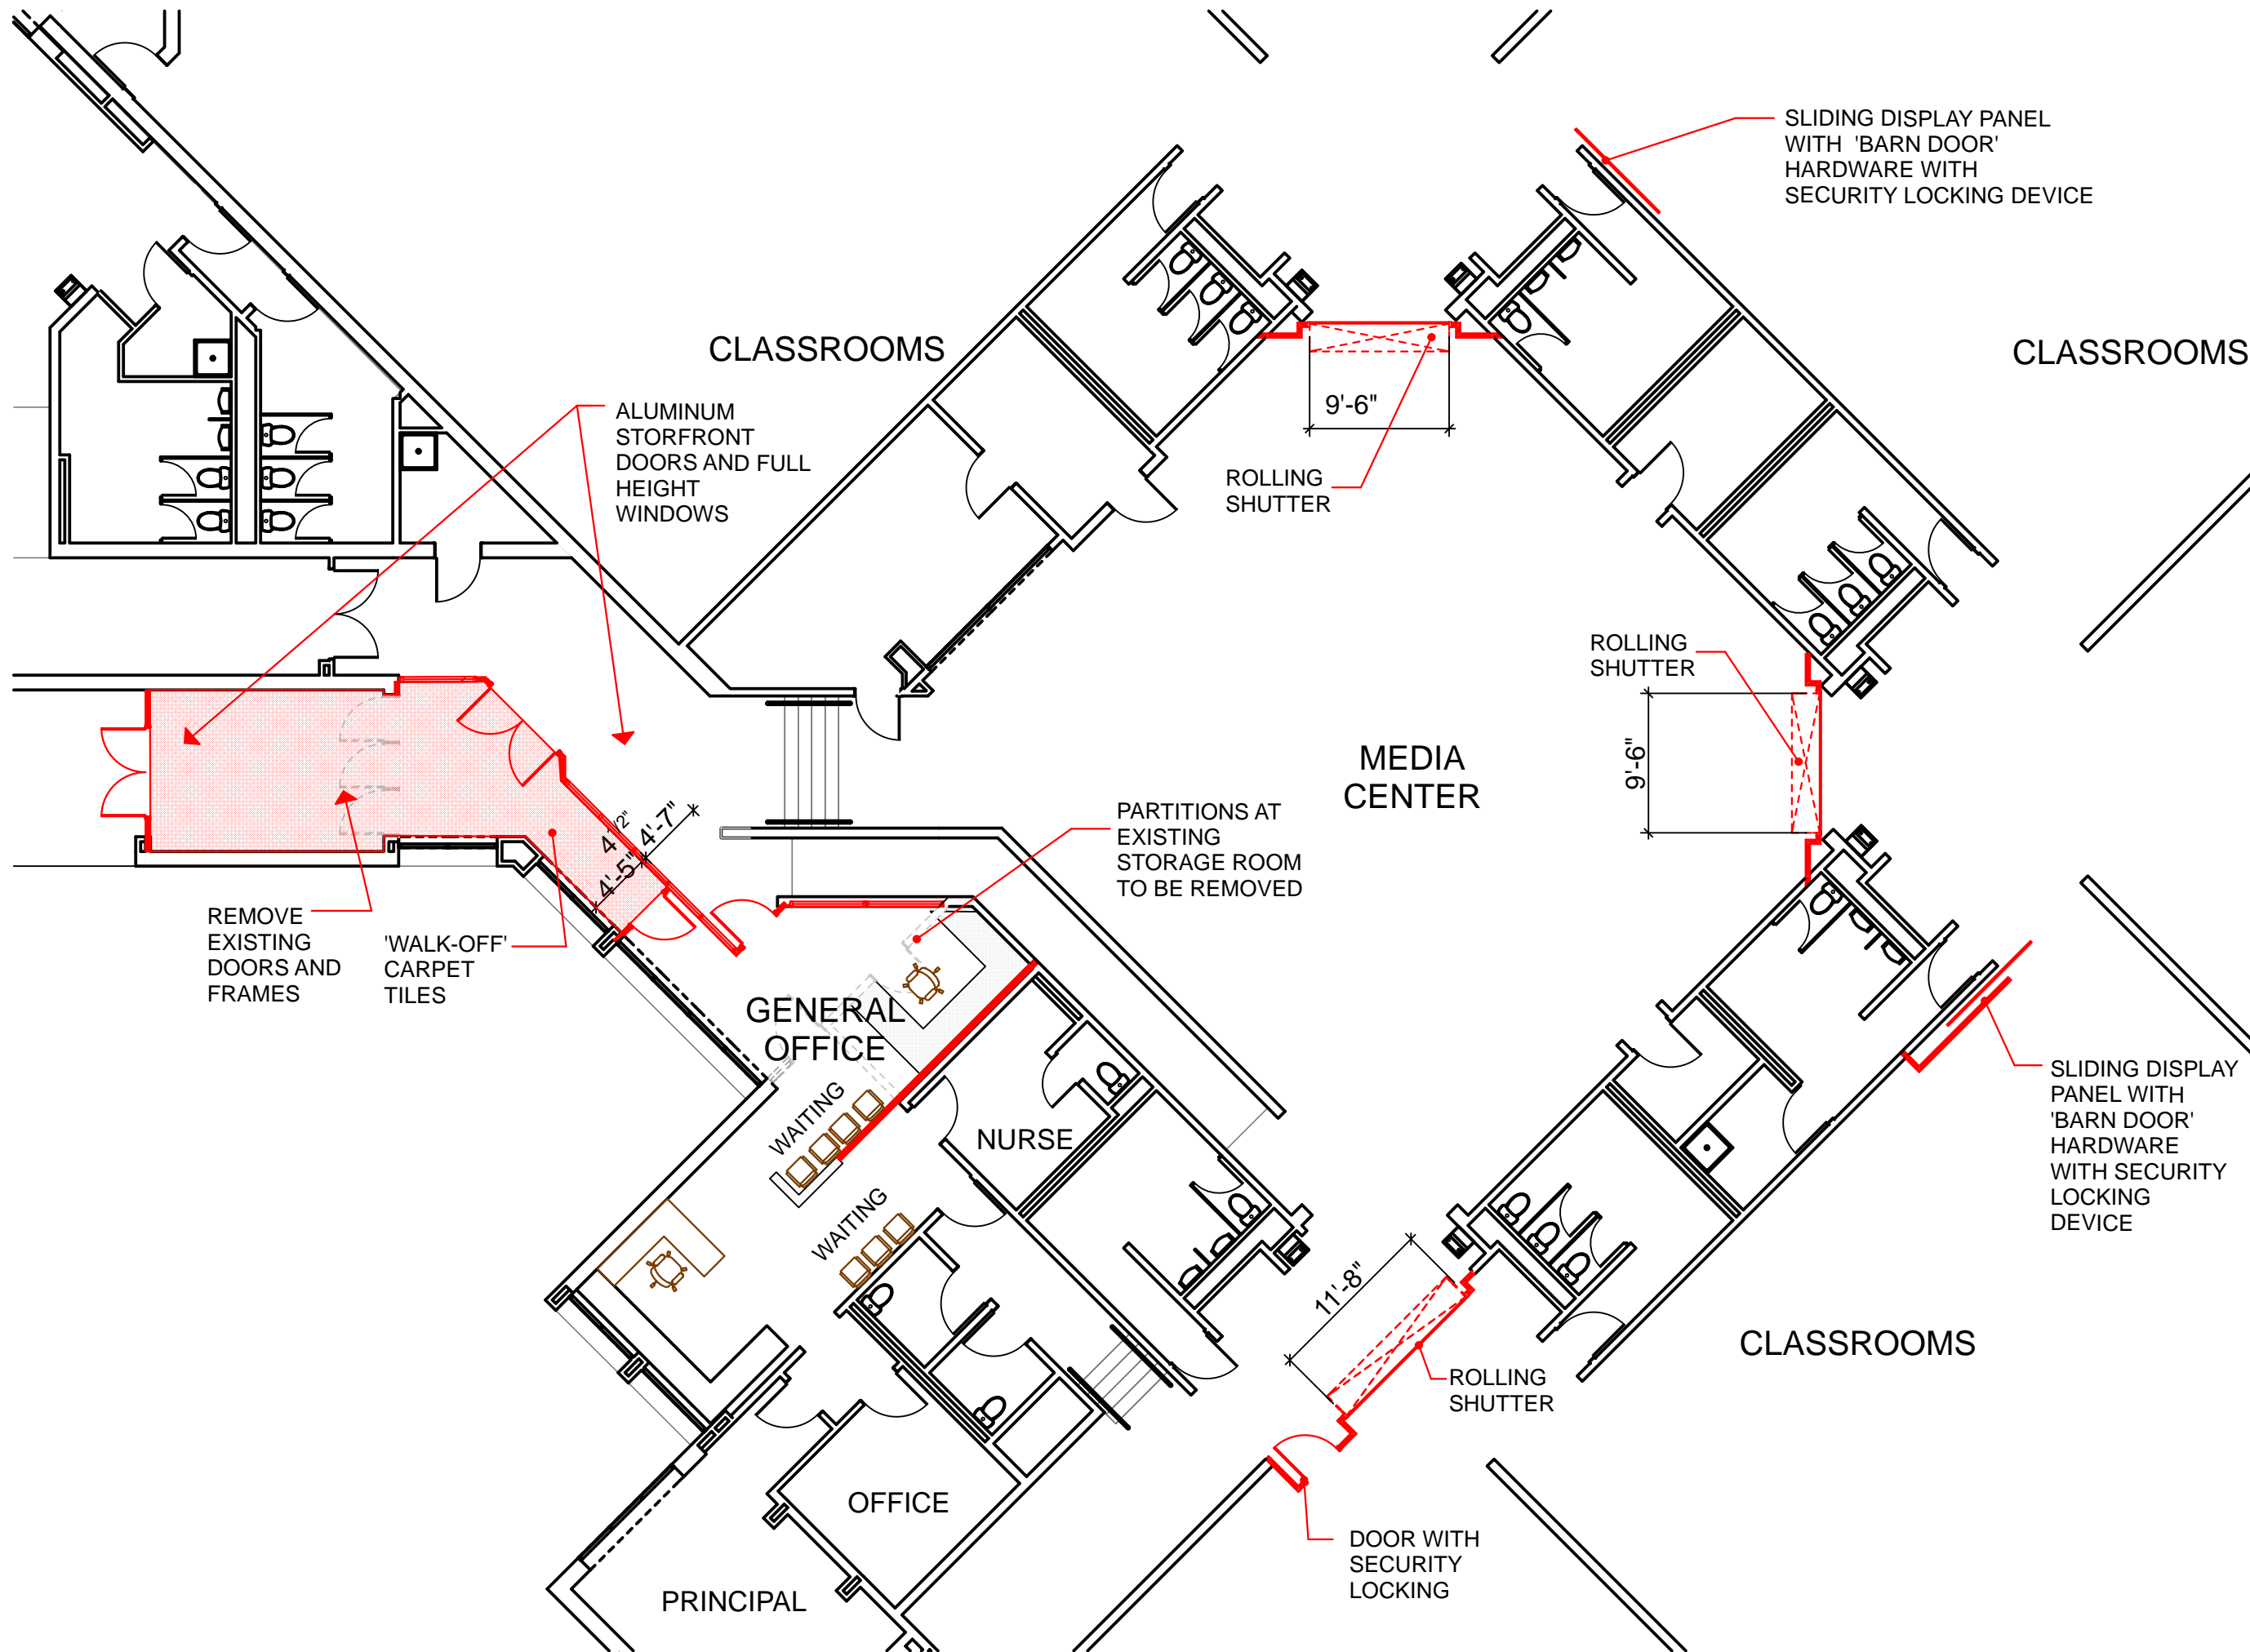 SLIDING DISPLAY PANEL
WITH 'BARN DOOR'
HARDWARE WITH
SECURITY LOCKING DEVICE
CLASSROOMS
CLASSROOMS
ALUMINUM
STORFRONT
DOORS AND FULL
HEIGHT
WINDOWS
9'-6"
ROLLING
SHUTTER
ROLLING
SHUTTER
9'-6"
MEDIA
CENTER
4 1/2"
4'-7"
4'-5"
PARTITIONS AT
EXISTING
STORAGE ROOM
TO BE REMOVED
REMOVE
EXISTING
DOORS AND
FRAMES
'WALK-OFF'
CARPET
TILES
GENERAL
OFFICE
WAITING
NURSE
WAITING
SLIDING DISPLAY
PANEL WITH
'BARN DOOR'
HARDWARE
WITH SECURITY
LOCKING
DEVICE
11'-8"
CLASSROOMS
ROLLING
SHUTTER
OFFICE
DOOR WITH
SECURITY
LOCKING
PRINCIPAL